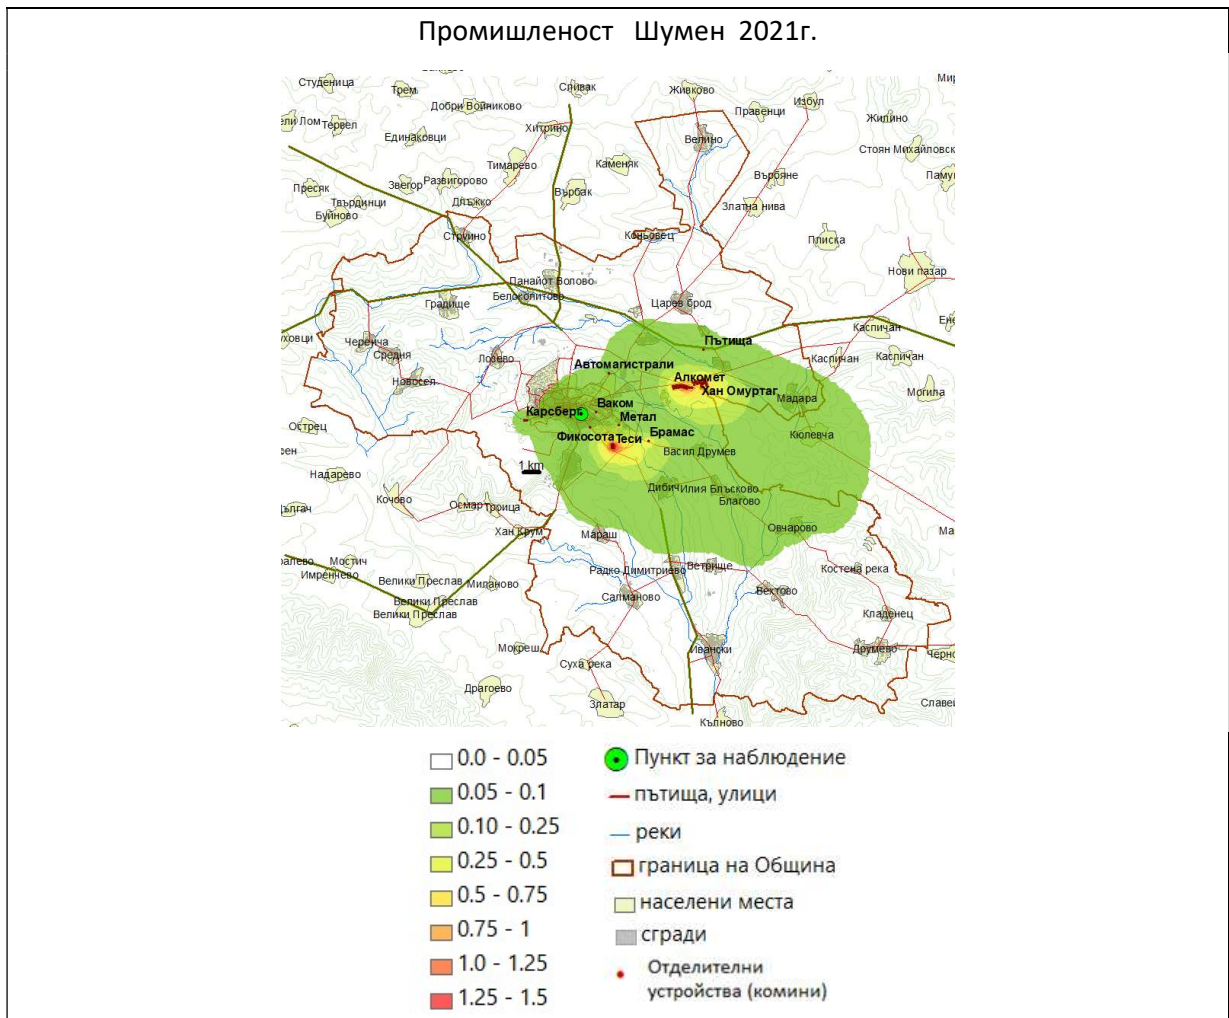 Промишленост Шумен 2021г.
Студеница
Трем
Сливак
Живково
Добри Войниково
Правенци
Избул
Жилино
Тервел
Хитрино
Единаковци
Велино
Стоян Михайловск
Тимарево
Каменяк
Върбяне
Пресяк
Звегор
Развигорово
Върбак
Твърдинци
Буйново
Длъжко
Златна нива
Струино
Коньовец
Плиска
Нови пазар
Панайот Волово
Белокопитово
Градище
Царев брод
Каспичан
Черенча
Средня
Лозево
Пътища
Каспичан
Каспичан
Новосел
Автомагистрали
Алкомет
Хан Омуртаг
Мадара
Могила
Карсберг
Ваком
Метал
Острец
Фикосота
Теси
Брамас
Кюлевча
Васил Друмев
1 km
Надарево
Дибич
Илия Блъсково
Благово
Кочово
Осмар
Троица
Хан Крум
Мараш
Овчарово
Мостич
Имренчево
Радко Димитриево
Ветрище
Костена река
Велики Преслав
Миланово
Велики Преслав
Салманово
Вехтово
Велики Преслав
Кладенец
Мокреш
Ивански
Друмево
Суха река
Драгоево
Златар
Кълново
0.0 - 0.05
Пункт за наблюдение
0.05 - 0.1
пътища, улици
0.10 - 0.25
реки
0.25 - 0.5
граница на Община
0.5 - 0.75
населени места
0.75 - 1
сгради
1.0 - 1.25
Отделителни
устройства (комини)
1.25 - 1.5